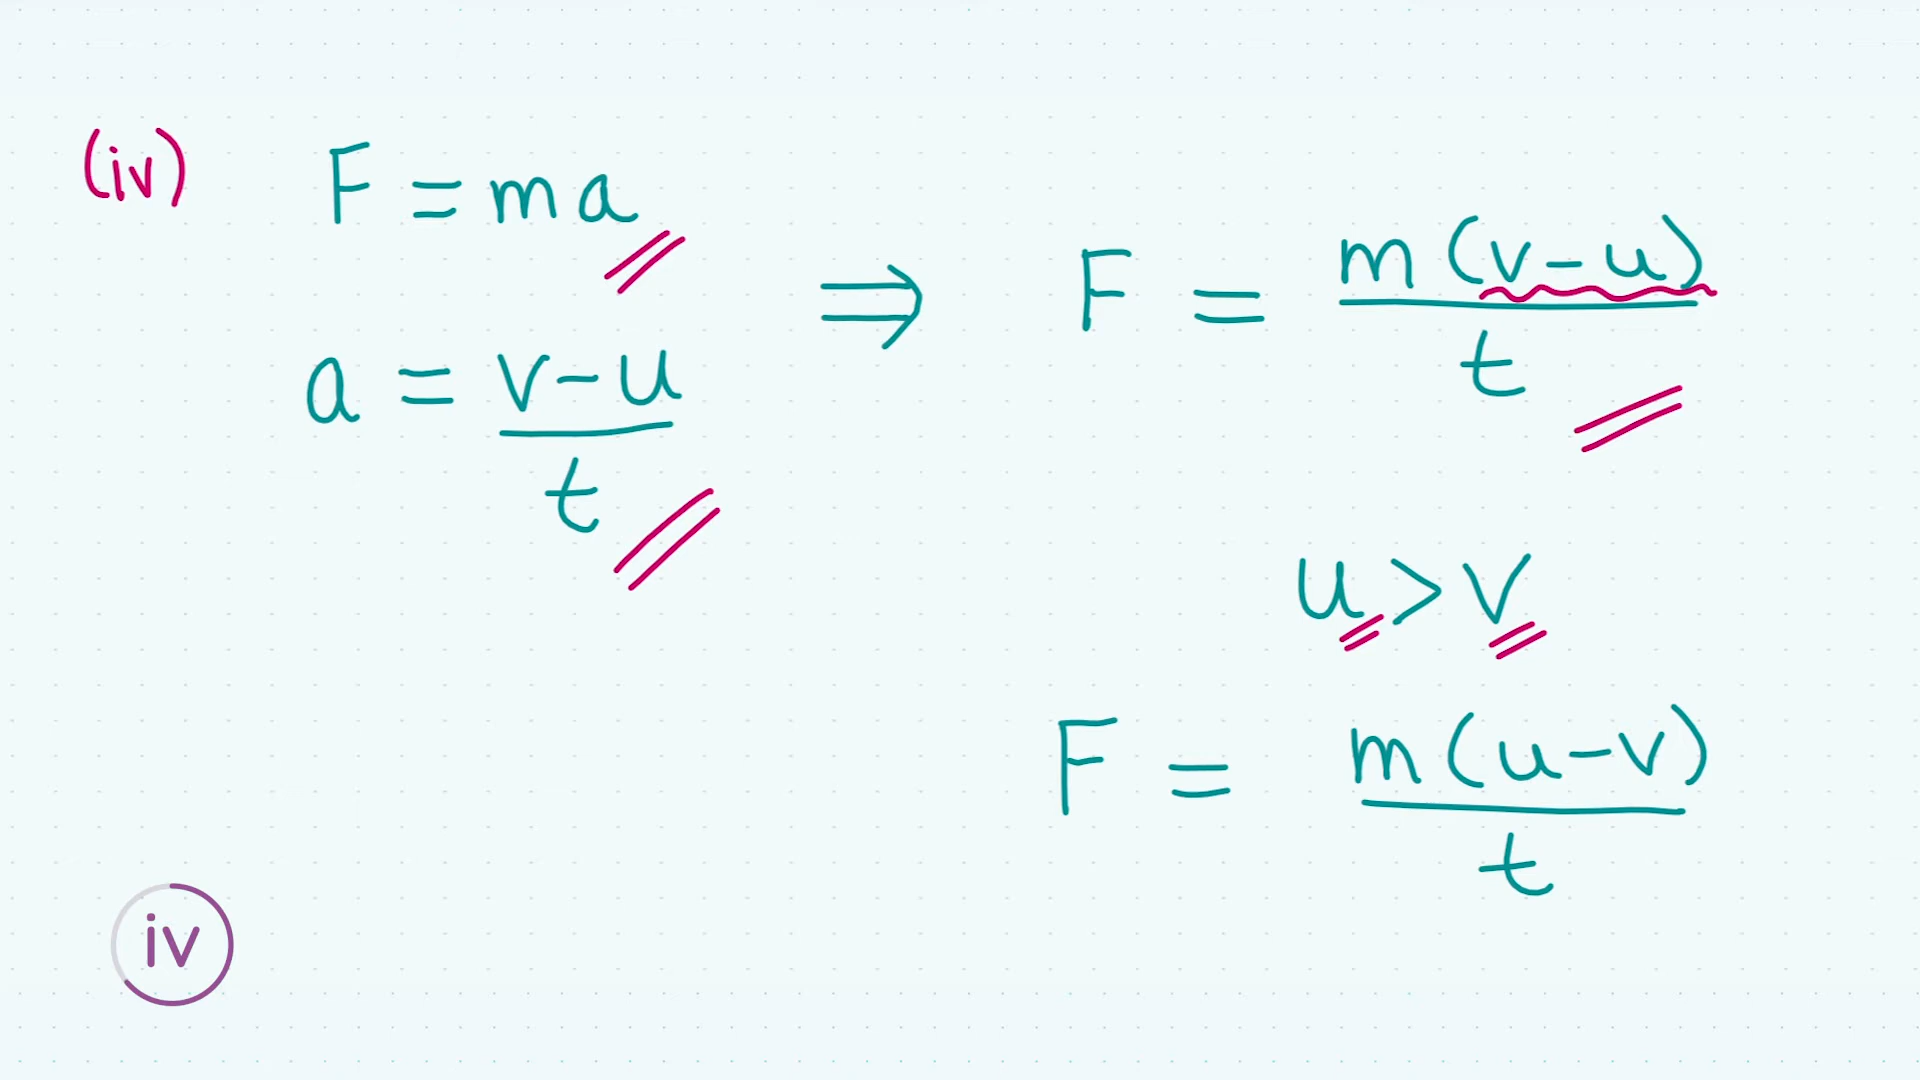 (iv) F = ma
a = v-u
t
⇒ F = m(v-u)
t
u > v
F = m(u-v)
t
iv